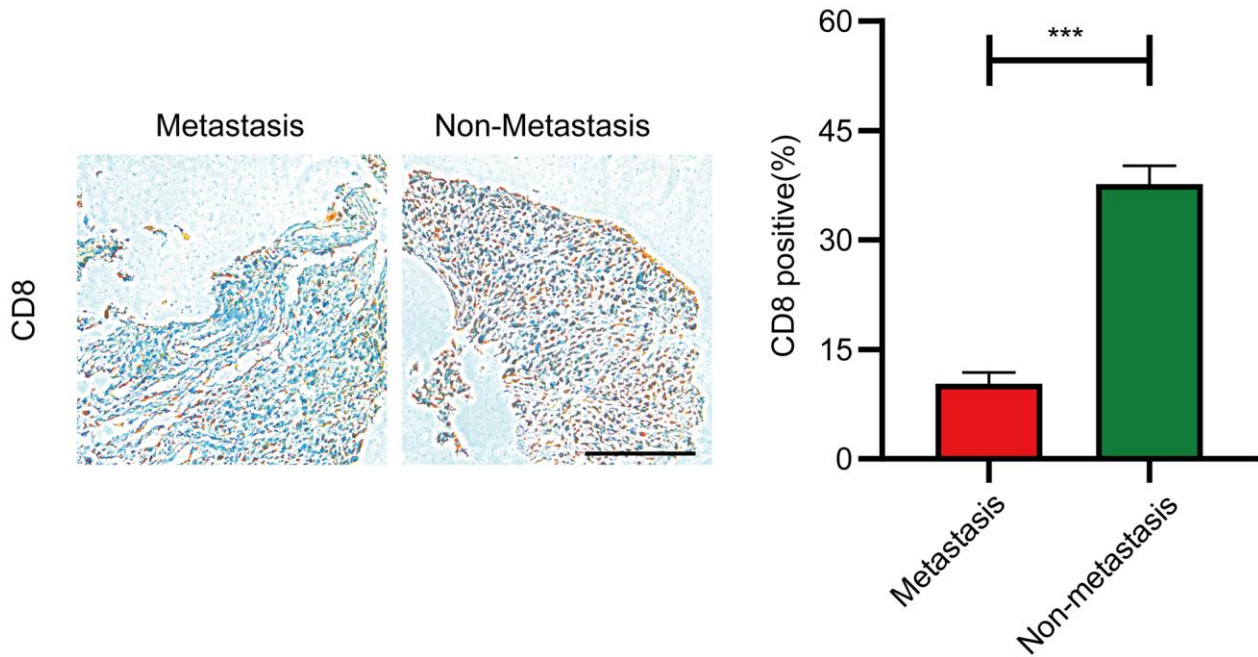 Metastasis
Non-Metastasis
CD8
CD8 positive(%)
60
45
30
15
0
***
Metastasis
Non-metastasis